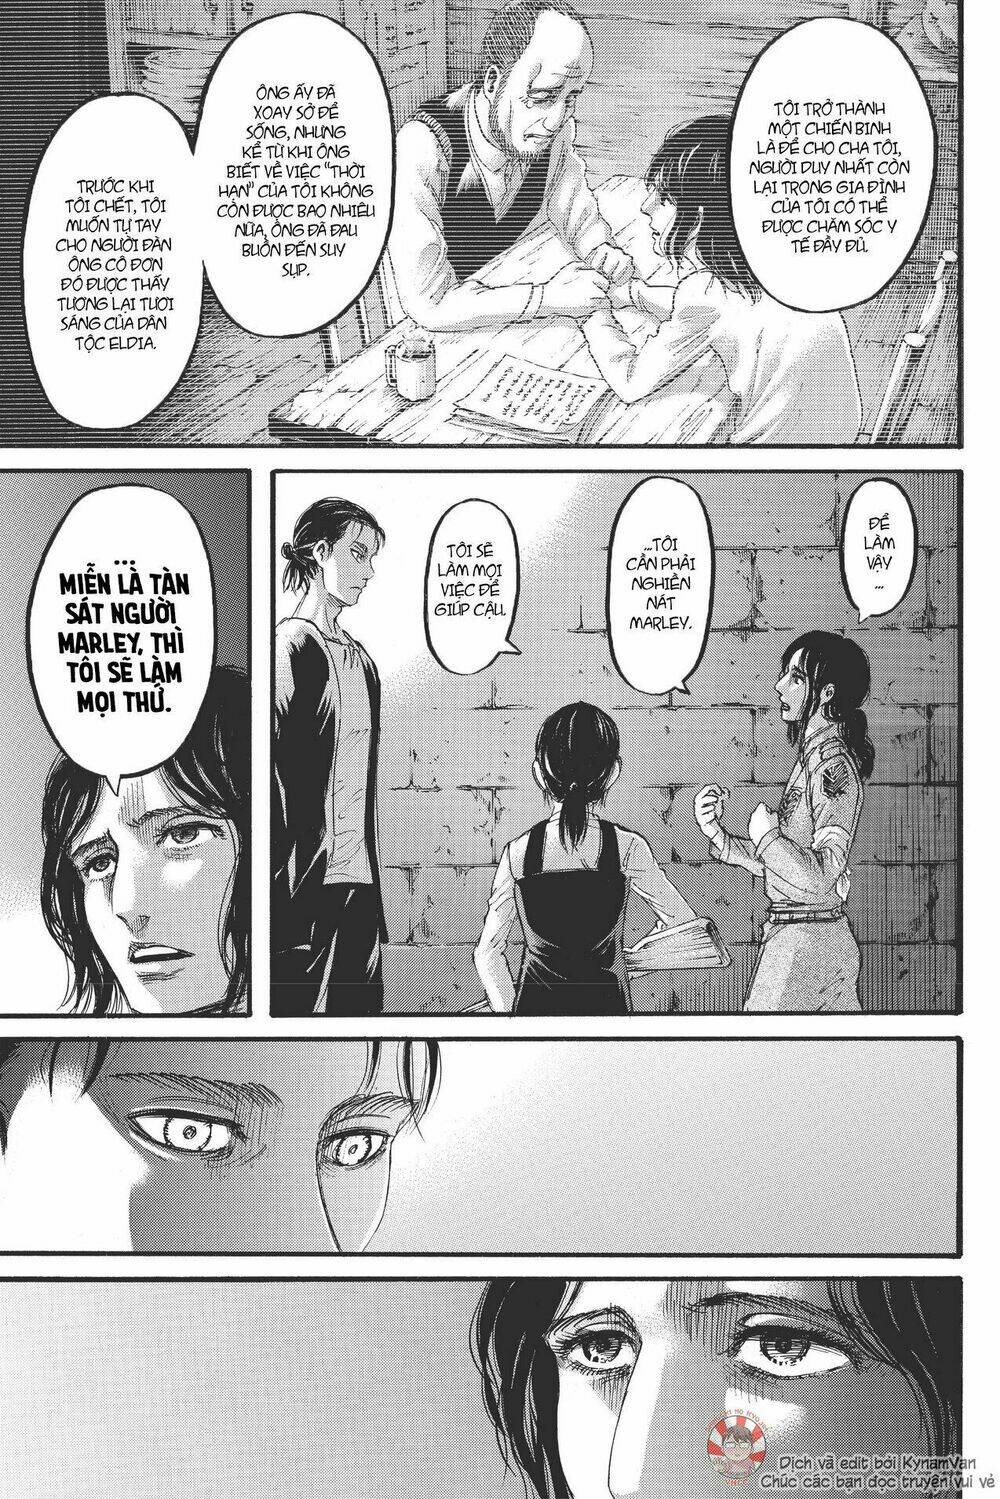 TÔI TRỞ THÀNH
MỘT CHIẾN BINH
LÀ ĐỂ CHO CHA TÔI,
NGƯỜI DUY NHẤT CÒN
LẠI TRONG GIA ĐÌNH
CỦA TÔI CÓ THỂ
ĐƯỢC CHĂM SÓC Y
TẾ ĐẦY ĐỦ.
ÔNG ẤY ĐÃ
XOAY SỞ ĐỂ
SỐNG, NHƯNG
KỂ TỪ KHI ÔNG
BIẾT VỀ VIỆC "THỜI
HẠN" CỦA TÔI KHÔNG
CÒN ĐƯỢC BAO NHIÊU
NỮA, ÔNG ĐÃ ĐAU
BUỒN ĐẾN SUY
SỤP.
TRƯỚC KHI
TÔI CHẾT, TÔI
MUỐN TỰ TAY
CHO NGƯỜI ĐÀN
ÔNG CÔ ĐƠN
ĐÓ ĐƯỢC THẤY
TƯƠNG LẠI TƯƠI
SÁNG CỦA DÂN
TỘC ELDIA.
ĐỂ
LÀM
VẬY
...
...TÔI
CẦN PHẢI
NGHIỀN
NÁT
MARLEY.
TÔI SẼ
LÀM MỌI
VIỆC ĐỂ
GIÚP CẬU.
...
MIỄN LÀ TÀN
SÁT NGƯỜI
MARLEY, THÌ
TÔI SẼ LÀM
MỌI THỨ.
Dịch và edit bởi KynamVan
Chúc các bạn đọc truyện vui vẻ